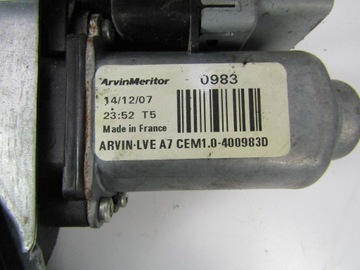 ArvinMeritor 0983
14/12/07
23:52 T5
Made in France
ARVIN-LVE A7 CEM1.0-400983D